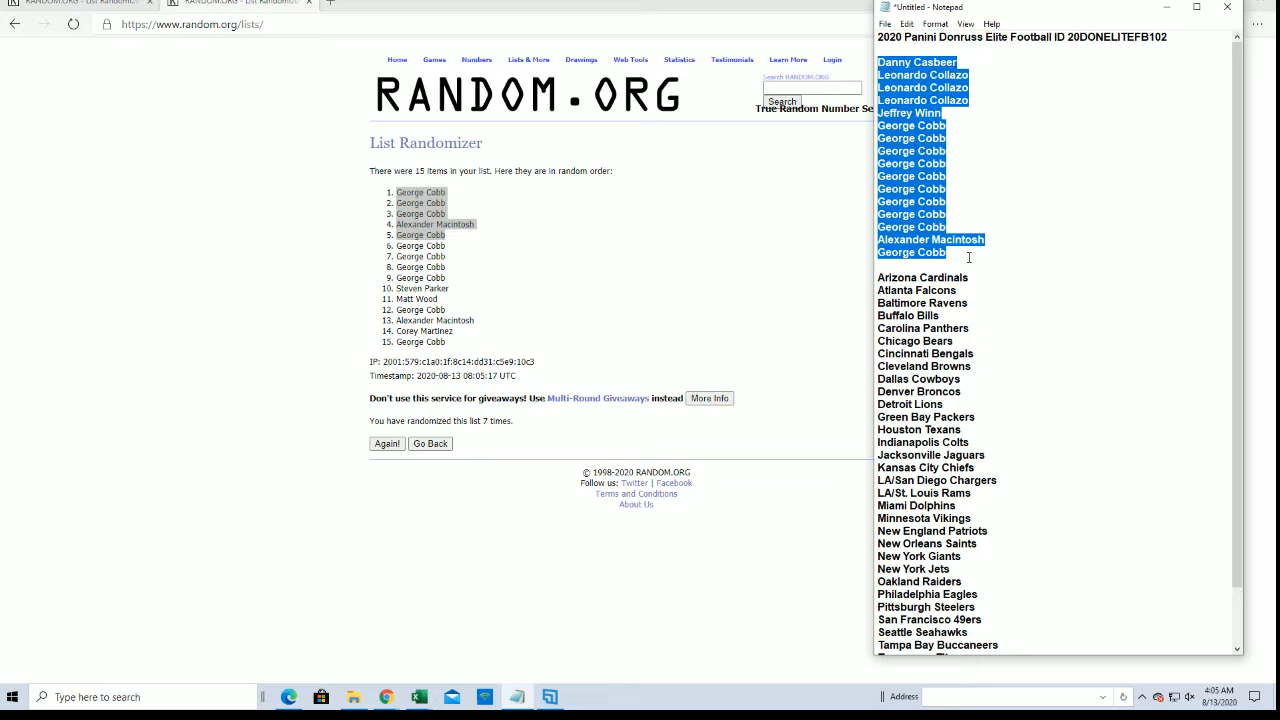 RANDOM.ORG - List Randomize
RANDOM.ORG - List Randomize
https://www.random.org/lists/
Home Games Numbers Lists & More Drawings Web Tools Statistics Testimonials Learn More Login
Search RANDOM.ORG
RANDOM.ORG
Search
True Random Number Se
List Randomizer
There were 15 items in your list. Here they are in random order:
1. George Cobb
2. George Cobb
3. George Cobb
4. Alexander Macintosh
5. George Cobb
6. George Cobb
7. George Cobb
8. George Cobb
9. George Cobb
10. Steven Parker
11. Matt Wood
12. George Cobb
13. Alexander Macintosh
14. Corey Martinez
15. George Cobb
IP: 2001:579:c1a0:1f:8c14:dd31:c5e9:10c3
Timestamp: 2020-08-13 08:05:17 UTC
Don't use this service for giveaways! Use Multi-Round Giveaways instead More Info
You have randomized this list 7 times.
Again! Go Back
© 1998-2020 RANDOM.ORG
Follow us: Twitter | Facebook
Terms and Conditions
About Us
*Untitled - Notepad
File Edit Format View Help
2020 Panini Donruss Elite Football ID 20DONELITEFB102
Danny Casbeer
Leonardo Collazo
Leonardo Collazo
Leonardo Collazo
Jeffrey Winn
George Cobb
George Cobb
George Cobb
George Cobb
George Cobb
George Cobb
George Cobb
George Cobb
George Cobb
Alexander Macintosh
George Cobb
Arizona Cardinals
Atlanta Falcons
Baltimore Ravens
Buffalo Bills
Carolina Panthers
Chicago Bears
Cincinnati Bengals
Cleveland Browns
Dallas Cowboys
Denver Broncos
Detroit Lions
Green Bay Packers
Houston Texans
Indianapolis Colts
Jacksonville Jaguars
Kansas City Chiefs
LA/San Diego Chargers
LA/St. Louis Rams
Miami Dolphins
Minnesota Vikings
New England Patriots
New Orleans Saints
New York Giants
New York Jets
Oakland Raiders
Philadelphia Eagles
Pittsburgh Steelers
San Francisco 49ers
Seattle Seahawks
Tampa Bay Buccaneers
Type here to search
Address
4:05 AM
8/13/2020